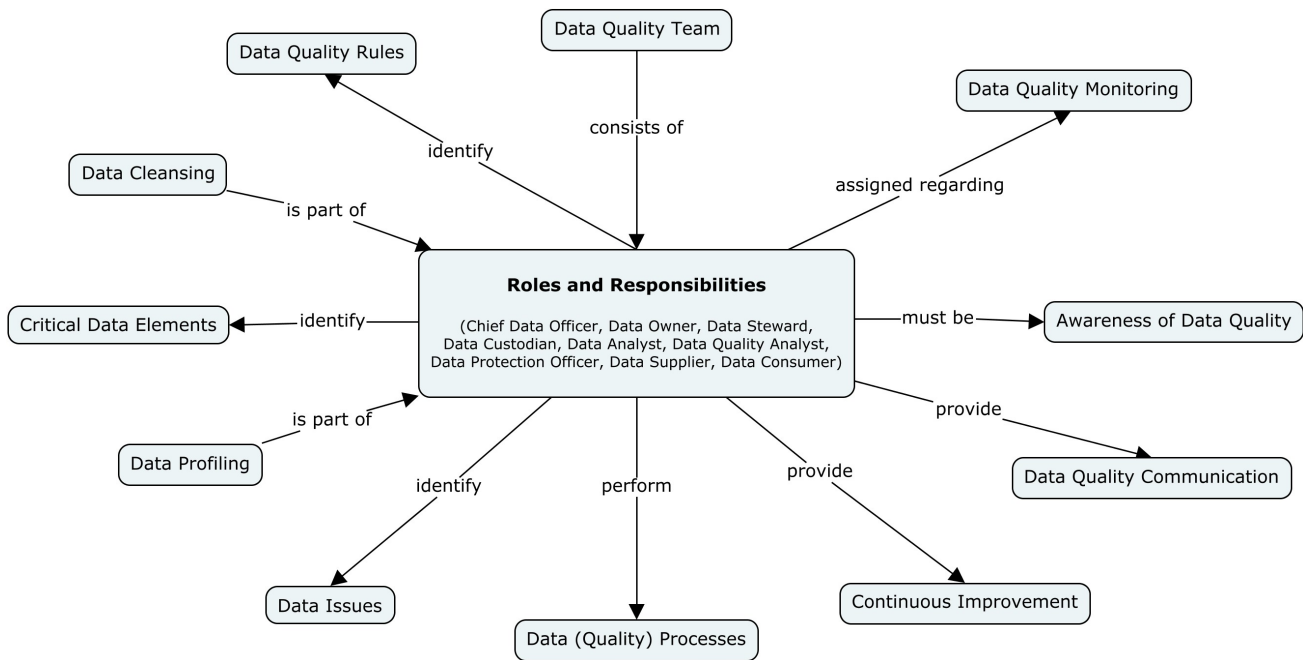 Data Quality Team
Data Quality Rules
Data Quality Monitoring
consists of
identify
Data Cleansing
assigned regarding
is part of
Roles and Responsibilities
(Chief Data Officer, Data Owner, Data Steward,
Data Custodian, Data Analyst, Data Quality Analyst,
Data Protection Officer, Data Supplier, Data Consumer)
Critical Data Elements
identify
must be
Awareness of Data Quality
is part of
provide
Data Profiling
Data Quality Communication
identify
perform
provide
Data Issues
Data (Quality) Processes
Continuous Improvement